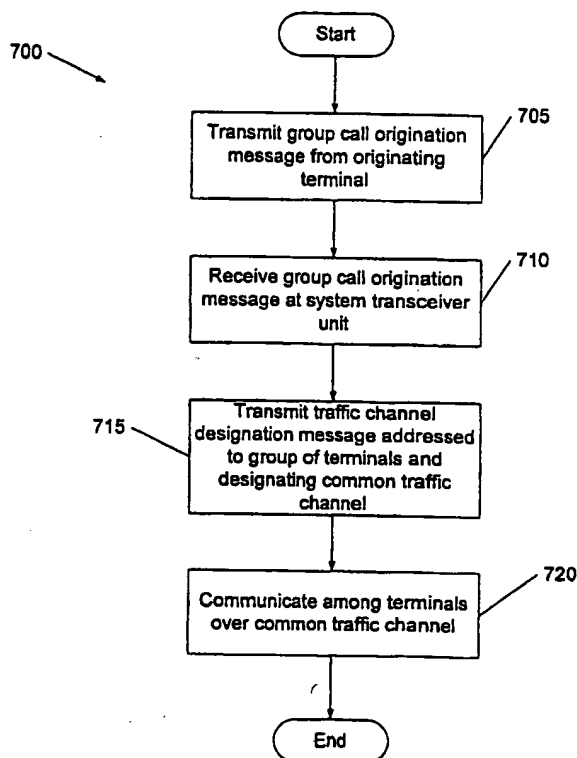 Start
700
705
Transmit group call origination
message from originating
terminal
710
Receive group call origination
message at system transceiver
unit
715
Transmit traffic channel
designation message addressed
to group of terminals and
designating common traffic
channel
720
Communicate among terminals
over common traffic channel
End